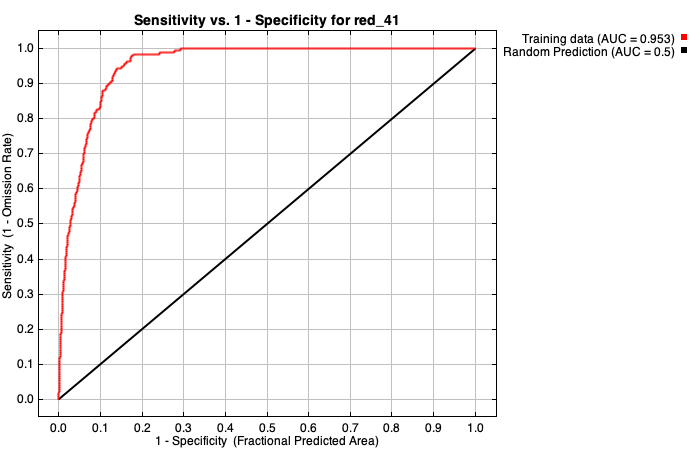 Sensitivity vs. 1 - Specificity for red_41
Training data (AUC = 0.953)
Random Prediction (AUC = 0.5)
Sensitivity (1 - Omission Rate)
1.0
0.9
0.8
0.7
0.6
0.5
0.4
0.3
0.2
0.1
0.0
0.0 0.1 0.2 0.3 0.4 0.5 0.6 0.7 0.8 0.9 1.0
1 - Specificity (Fractional Predicted Area)